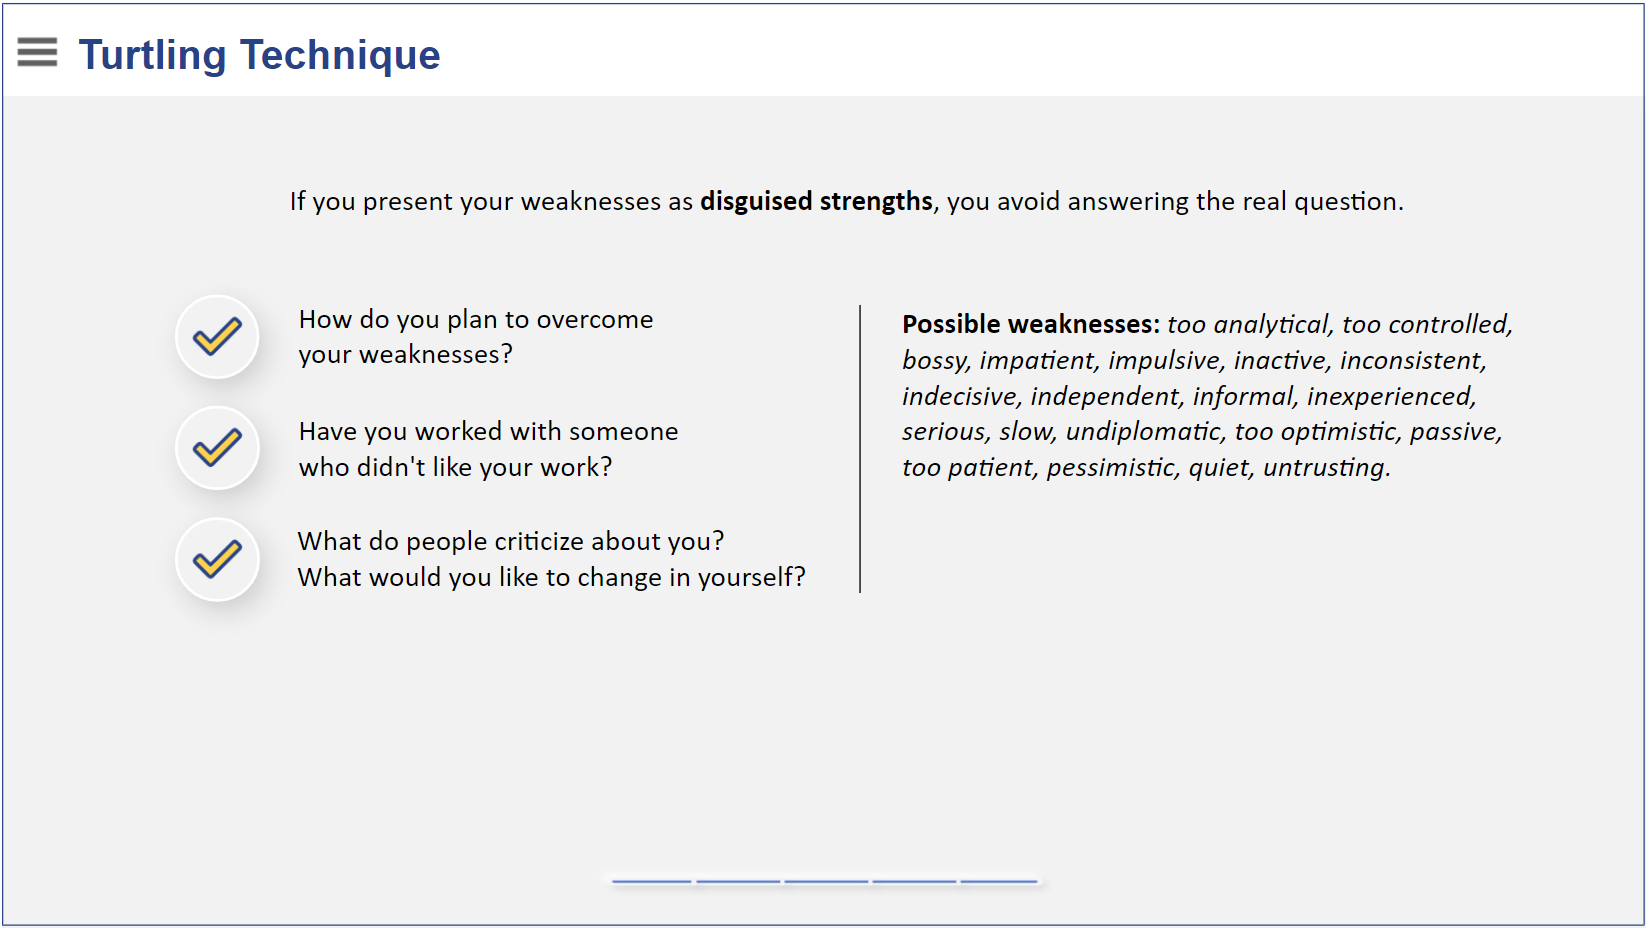 Turtling Technique
If you present your weaknesses as disguised strengths, you avoid answering the real question.
How do you plan to overcome
your weaknesses?
Have you worked with someone
who didn't like your work?
What do people criticize about you?
What would you like to change in yourself?
Possible weaknesses: too analytical, too controlled,
bossy, impatient, impulsive, inactive, inconsistent,
indecisive, independent, informal, inexperienced,
serious, slow, undiplomatic, too optimistic, passive,
too patient, pessimistic, quiet, untrusting.